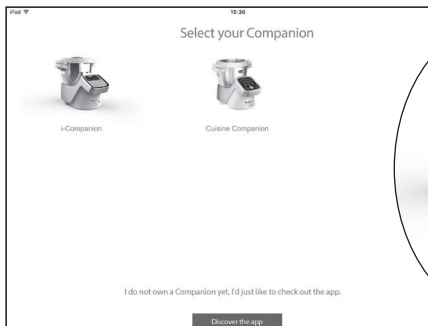 iPad 15:36
Select your Companion
i-Companion Cuisine Companion
I do not own a Companion yet, I'd just like to check out the app.
Discover the app